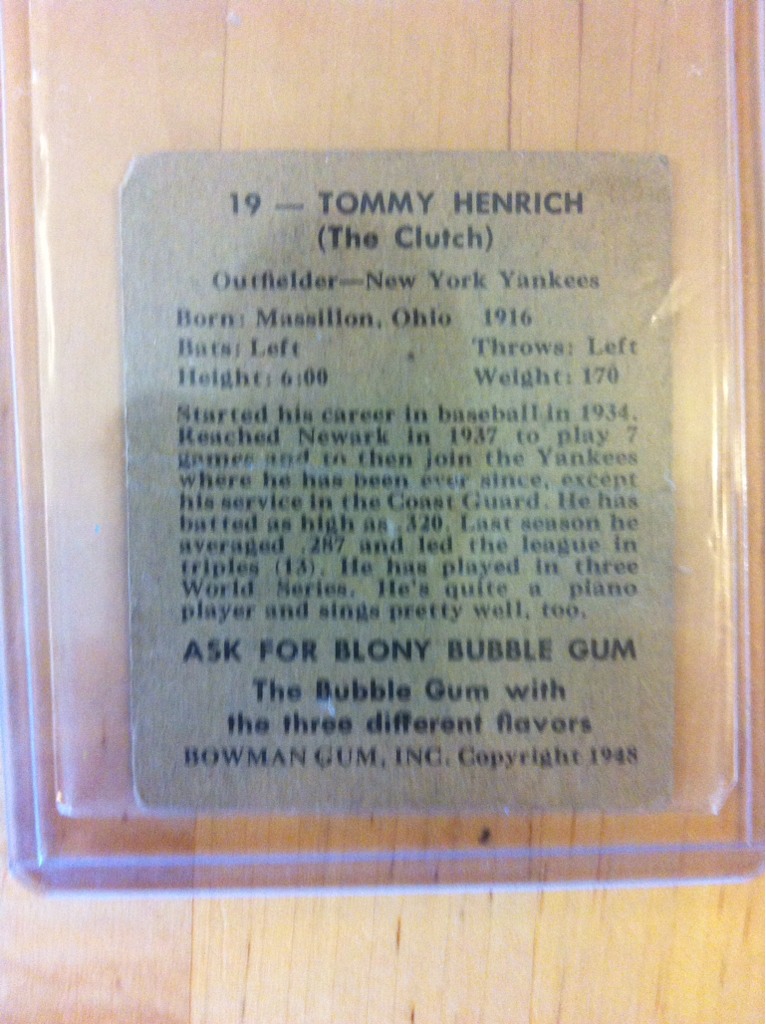 19 — TOMMY HENRICH
(The Clutch)
Outfielder—New York Yankees
Born: Massillon, Ohio 1916
Bats: Left Throws: Left
Height: 6:00 Weight: 170
Started his career in baseball in 1934.
Reached Newark in 1937 to play 7
games and to then join the Yankees
where he has been ever since, except
his service in the Coast Guard. He has
batted as high as .320. Last season he
averaged .287 and led the league in
triples (13). He has played in three
World Series. He's quite a piano
player and sings pretty well, too.
ASK FOR BLONY BUBBLE GUM
The Bubble Gum with
the three different flavors
BOWMAN GUM, INC. Copyright 1948